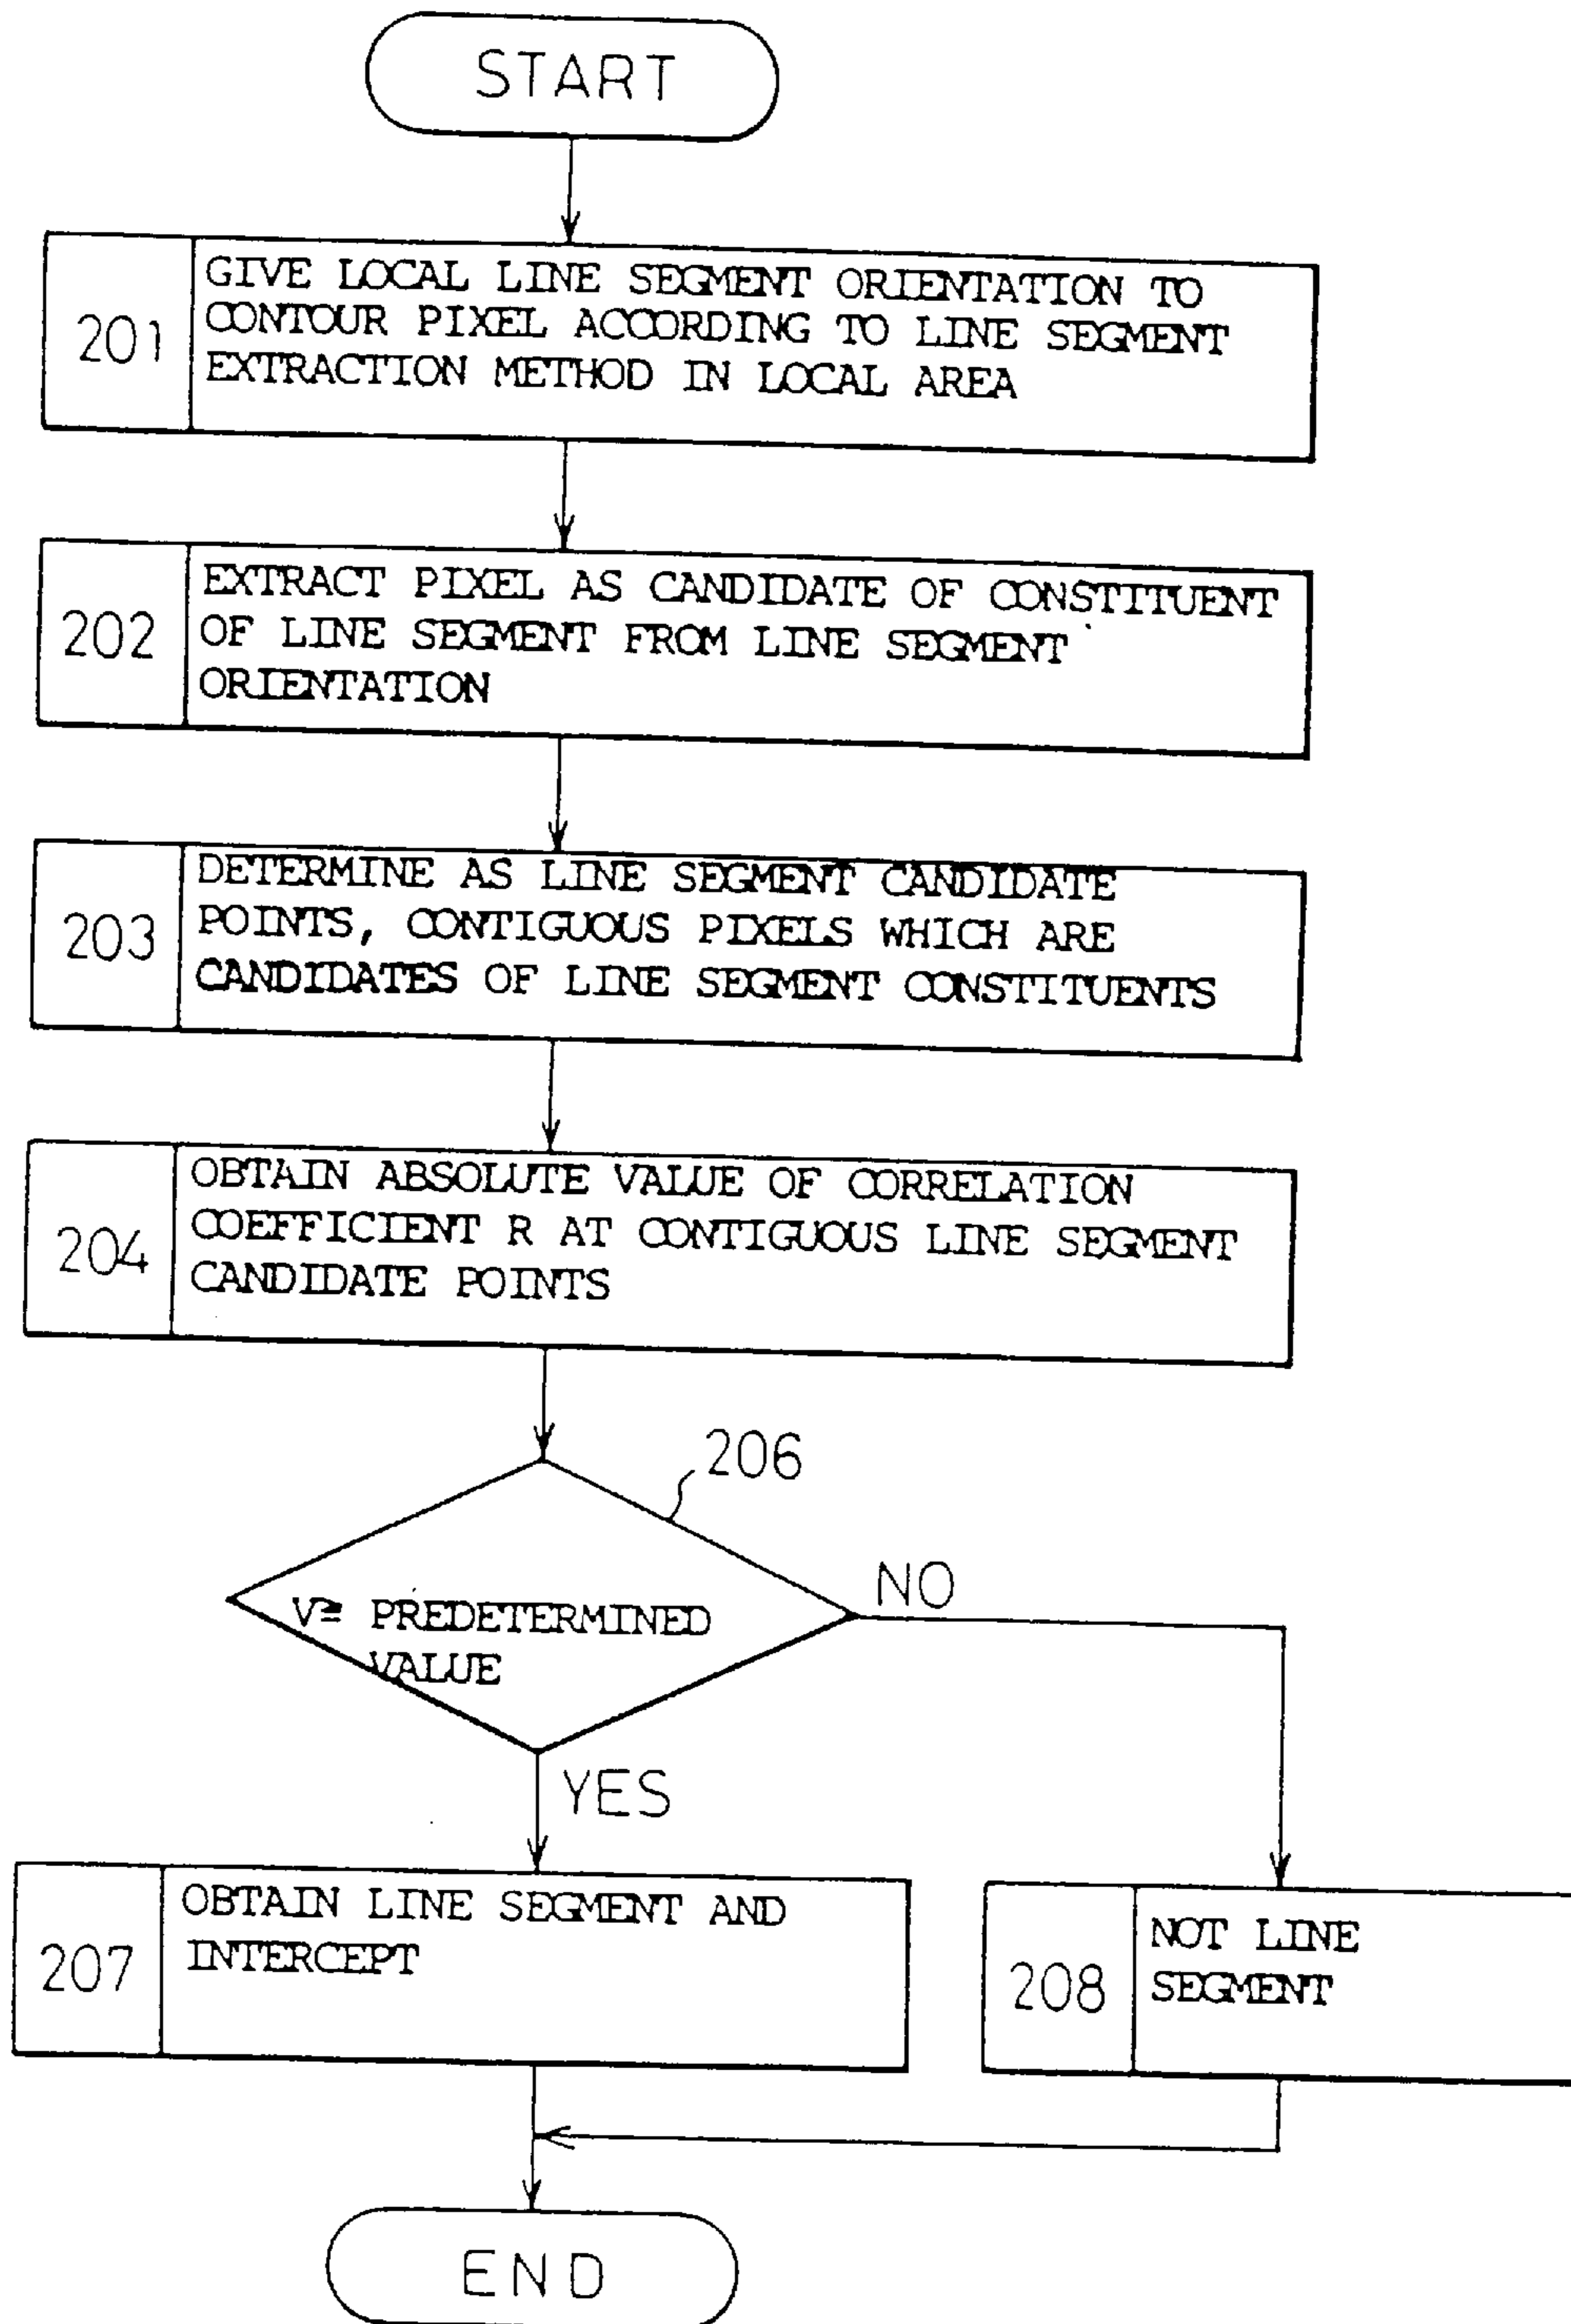 START
201
GIVE LOCAL LINE SEGMENT ORIENTATION TO
CONTOUR PIXEL ACCORDING TO LINE SEGMENT
EXTRACTION METHOD IN LOCAL AREA
202
EXTRACT PIXEL AS CANDIDATE OF CONSTITUENT
OF LINE SEGMENT FROM LINE SEGMENT
ORIENTATION
203
DETERMINE AS LINE SEGMENT CANDIDATE
POINTS, CONTIGUOUS PIXELS WHICH ARE
CANDIDATES OF LINE SEGMENT CONSTITUENTS
204
OBTAIN ABSOLUTE VALUE OF CORRELATION
COEFFICIENT R AT CONTIGUOUS LINE SEGMENT
CANDIDATE POINTS
206
V≧ PREDETERMINED
VALUE
NO
YES
207
OBTAIN LINE SEGMENT AND
INTERCEPT
208
NOT LINE
SEGMENT
END